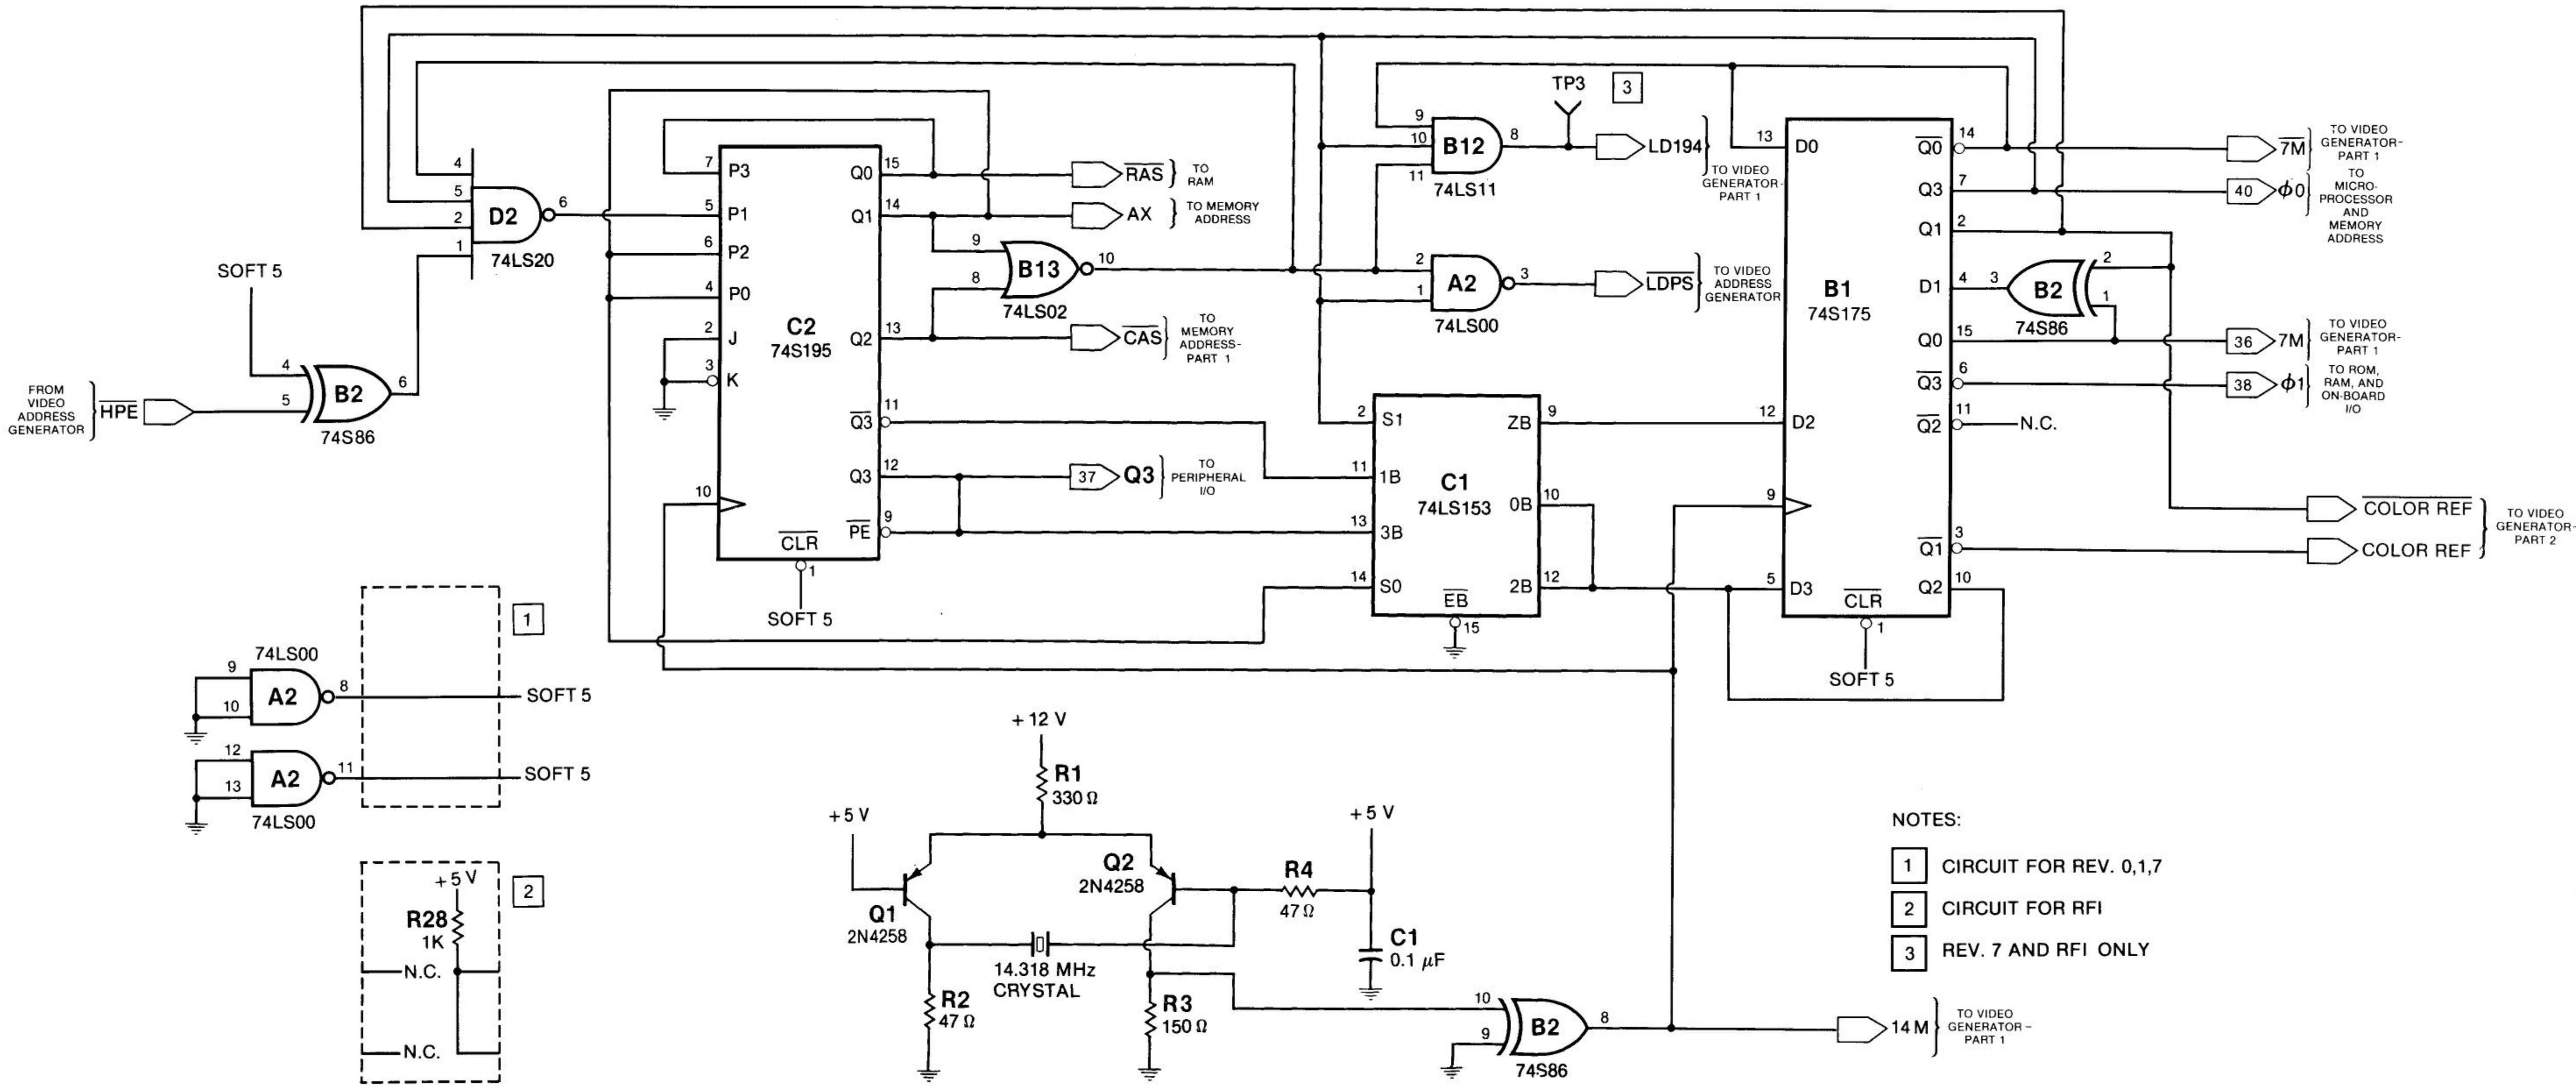 SOFT 5
FROM
VIDEO
ADDRESS
GENERATOR
HPE
4
5
B2
6
74S86
4
5
2
1
D2
6
74LS20
7 P3
5 P1
6 P2
4 P0
2 J
3 K
10
C2
74S195
Q0 15
Q1 14
Q2 13
Q3 11
Q3 12
PE 9
CLR
1
SOFT 5
RAS
TO
RAM
AX
TO MEMORY
ADDRESS
9
8
B13
10
74LS02
CAS
TO
MEMORY
ADDRESS-
PART 1
37 Q3
TO
PERIPHERAL
I/O
TP3
3
9
10
11
B12
8
74LS11
LD194
TO VIDEO
GENERATOR-
PART 1
2
1
A2
3
74LS00
LDPS
TO VIDEO
ADDRESS
GENERATOR
2 S1
11 1B
13 3B
14 S0
C1
74LS153
ZB 9
0B 10
2B 12
EB
15
13 D0
12 D2
9
5 D3
B1
74S175
Q0 14
Q3 7
Q1 2
D1 4
Q0 15
Q3 6
Q2 11
Q1 3
Q2 10
CLR
1
SOFT 5
3
B2
2
1
74S86
N.C.
7M
TO VIDEO
GENERATOR-
PART 1
40 ϕ0
TO
MICRO-
PROCESSOR
AND
MEMORY
ADDRESS
36 7M
TO VIDEO
GENERATOR-
PART 1
38 ϕ1
TO ROM,
RAM, AND
ON-BOARD
I/O
COLOR REF
COLOR REF
TO VIDEO
GENERATOR-
PART 2
1
74LS00
9
10
A2
8
SOFT 5
12
13
A2
11
SOFT 5
74LS00
2
+5 V
R28
1K
N.C.
N.C.
+12 V
R1
330 Ω
+5 V
Q1
2N4258
Q2
2N4258
R4
47 Ω
+5 V
C1
0.1 μF
14.318 MHz
CRYSTAL
R2
47 Ω
R3
150 Ω
10
9
B2
8
74S86
14M
TO VIDEO
GENERATOR–
PART 1
NOTES:
1 CIRCUIT FOR REV. 0,1,7
2 CIRCUIT FOR RFI
3 REV. 7 AND RFI ONLY